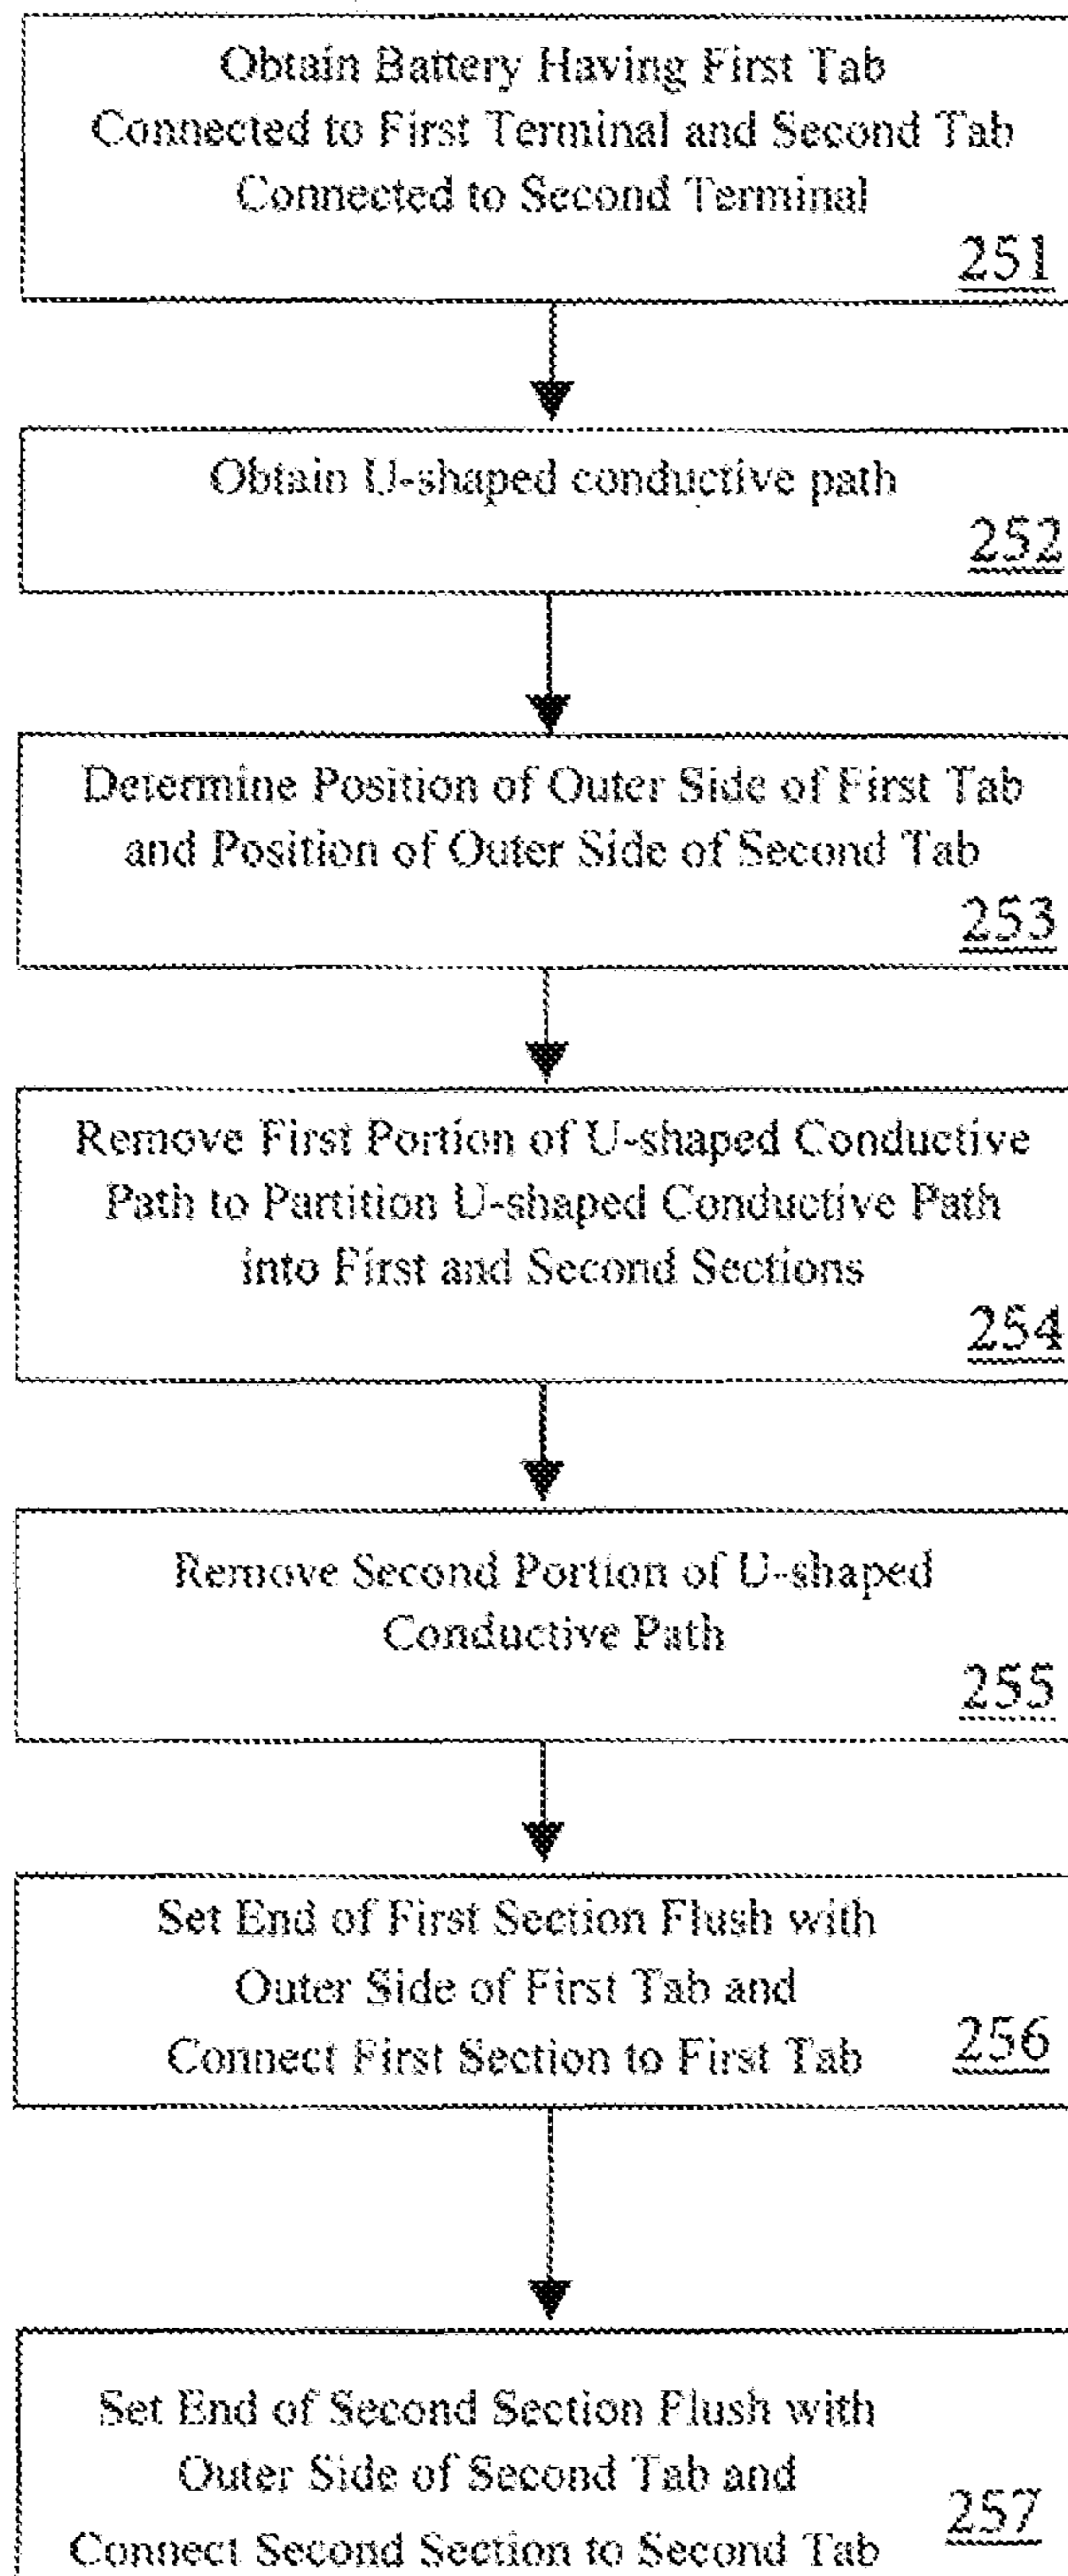 Obtain Battery Having First Tab
Connected to First Terminal and Second Tab
Connected to Second Terminal
251
Obtain U-shaped conductive path
252
Determine Position of Outer Side of First Tab
and Position of Outer Side of Second Tab
253
Remove First Portion of U-shaped Conductive
Path to Partition U-shaped Conductive Path
into First and Second Sections
254
Remove Second Portion of U-shaped
Conductive Path
255
Set End of First Section Flush with
Outer Side of First Tab and
Connect First Section to First Tab
256
Set End of Second Section Flush with
Outer Side of Second Tab and
Connect Second Section to Second Tab
257